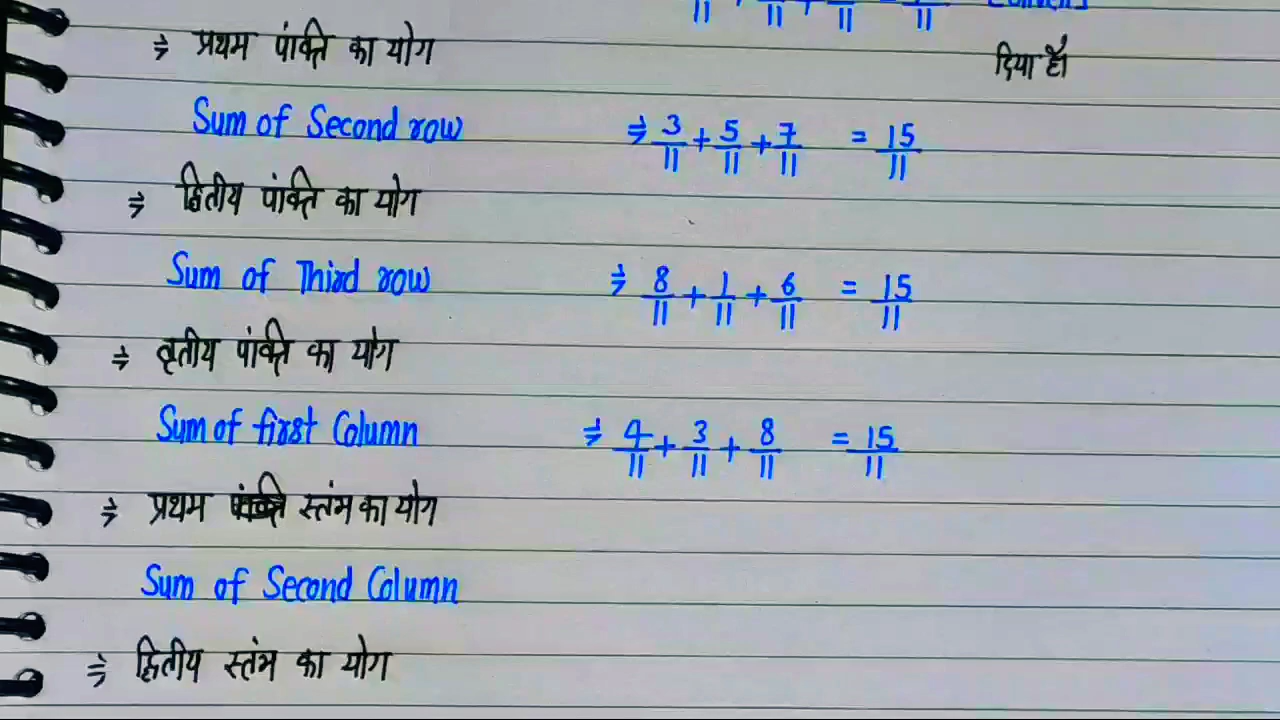 ⇒ प्रथम पांक्ति का योग
दिया है।
Sum of Second row ⇒ 3/11 + 5/11 + 7/11 = 15/11
⇒ द्वितीय पांक्ति का योग
Sum of Third row ⇒ 8/11 + 1/11 + 6/11 = 15/11
⇒ तृतीय पांक्ति का योग
Sum of first Column ⇒ 4/11 + 3/11 + 8/11 = 15/11
⇒ प्रथम स्तंभ का योग
Sum of Second Column
⇒ द्वितीय स्तंभ का योग